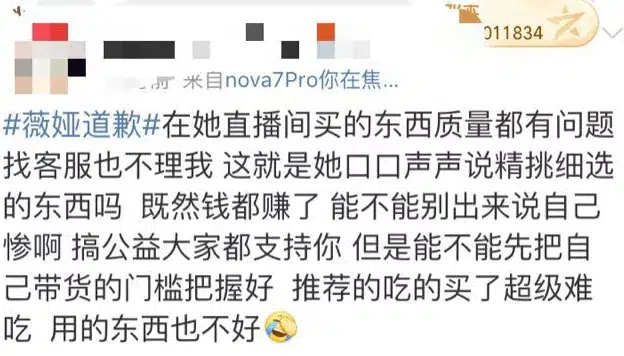 011834
来自nova7Pro你在焦...
#薇娅道歉#在她直播间买的东西质量都有问题
找客服也不理我 这就是她口口声声说精挑细选
的东西吗 既然钱都赚了 能不能别出来说自己
惨啊 搞公益大家都支持你 但是能不能先把自
己带货的门槛把握好 推荐的吃的买了超级难
吃 用的东西也不好🤣